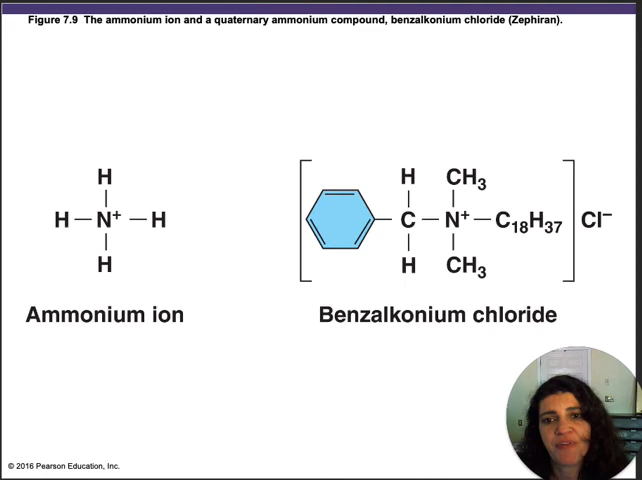 Figure 7.9 The ammonium ion and a quaternary ammonium compound, benzalkonium chloride (Zephiran).
H
H — N⁺ — H
H
Ammonium ion
H CH₃
C — N⁺ — C₁₈H₃₇ Cl⁻
H CH₃
Benzalkonium chloride
© 2016 Pearson Education, Inc.